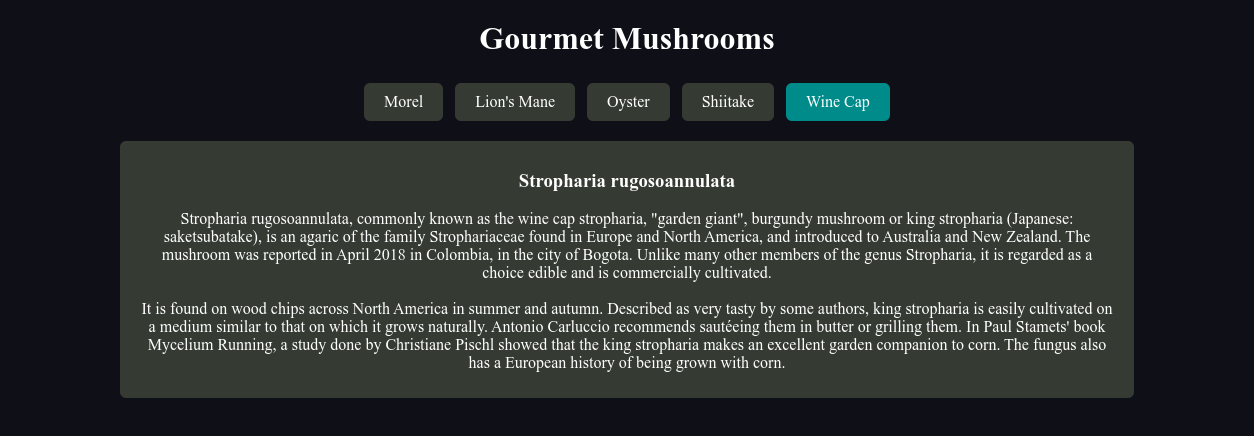 Gourmet Mushrooms
Morel
Lion's Mane
Oyster
Shiitake
Wine Cap
Stropharia rugosoannulata
Stropharia rugosoannulata, commonly known as the wine cap stropharia, "garden giant", burgundy mushroom or king stropharia (Japanese:
saketsubatake), is an agaric of the family Strophariaceae found in Europe and North America, and introduced to Australia and New Zealand. The
mushroom was reported in April 2018 in Colombia, in the city of Bogota. Unlike many other members of the genus Stropharia, it is regarded as a
choice edible and is commercially cultivated.
It is found on wood chips across North America in summer and autumn. Described as very tasty by some authors, king stropharia is easily cultivated on
a medium similar to that on which it grows naturally. Antonio Carluccio recommends sautéeing them in butter or grilling them. In Paul Stamets' book
Mycelium Running, a study done by Christiane Pischl showed that the king stropharia makes an excellent garden companion to corn. The fungus also
has a European history of being grown with corn.